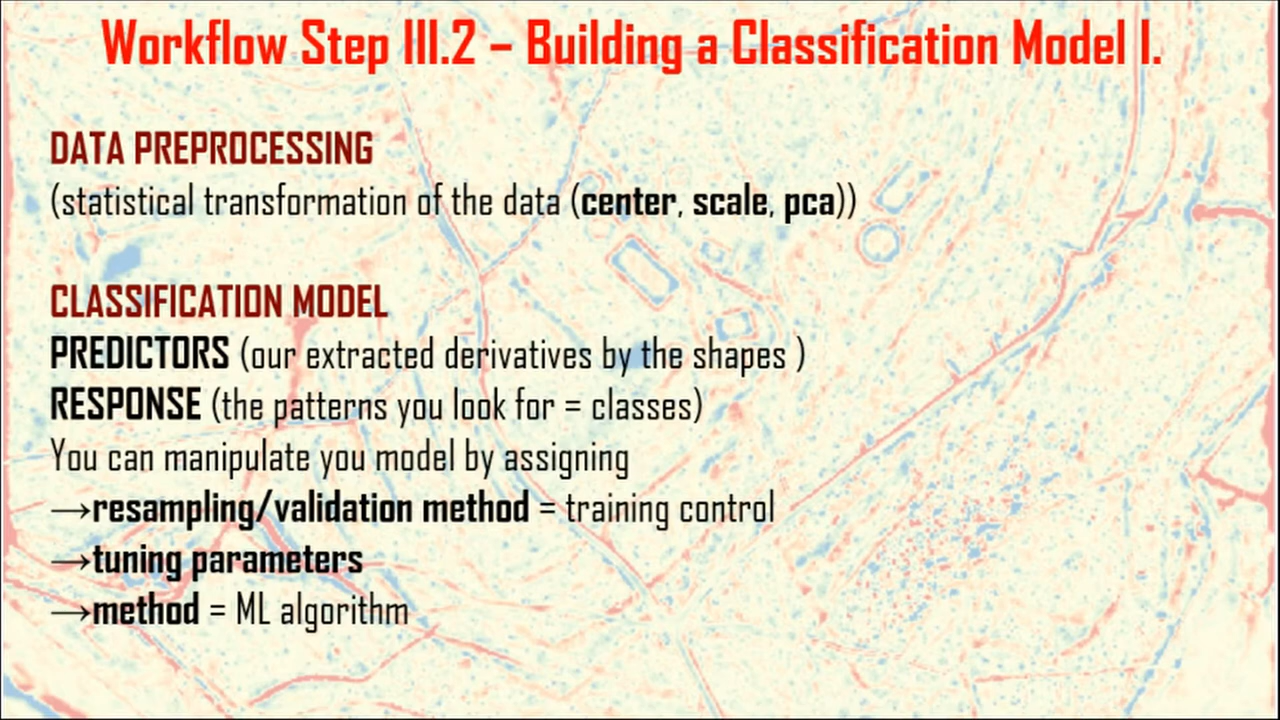 Workflow Step III.2 – Building a Classification Model I.
DATA PREPROCESSING
(statistical transformation of the data (center, scale, pca))
CLASSIFICATION MODEL
PREDICTORS (our extracted derivatives by the shapes )
RESPONSE (the patterns you look for = classes)
You can manipulate you model by assigning
→resampling/validation method = training control
→tuning parameters
→method = ML algorithm